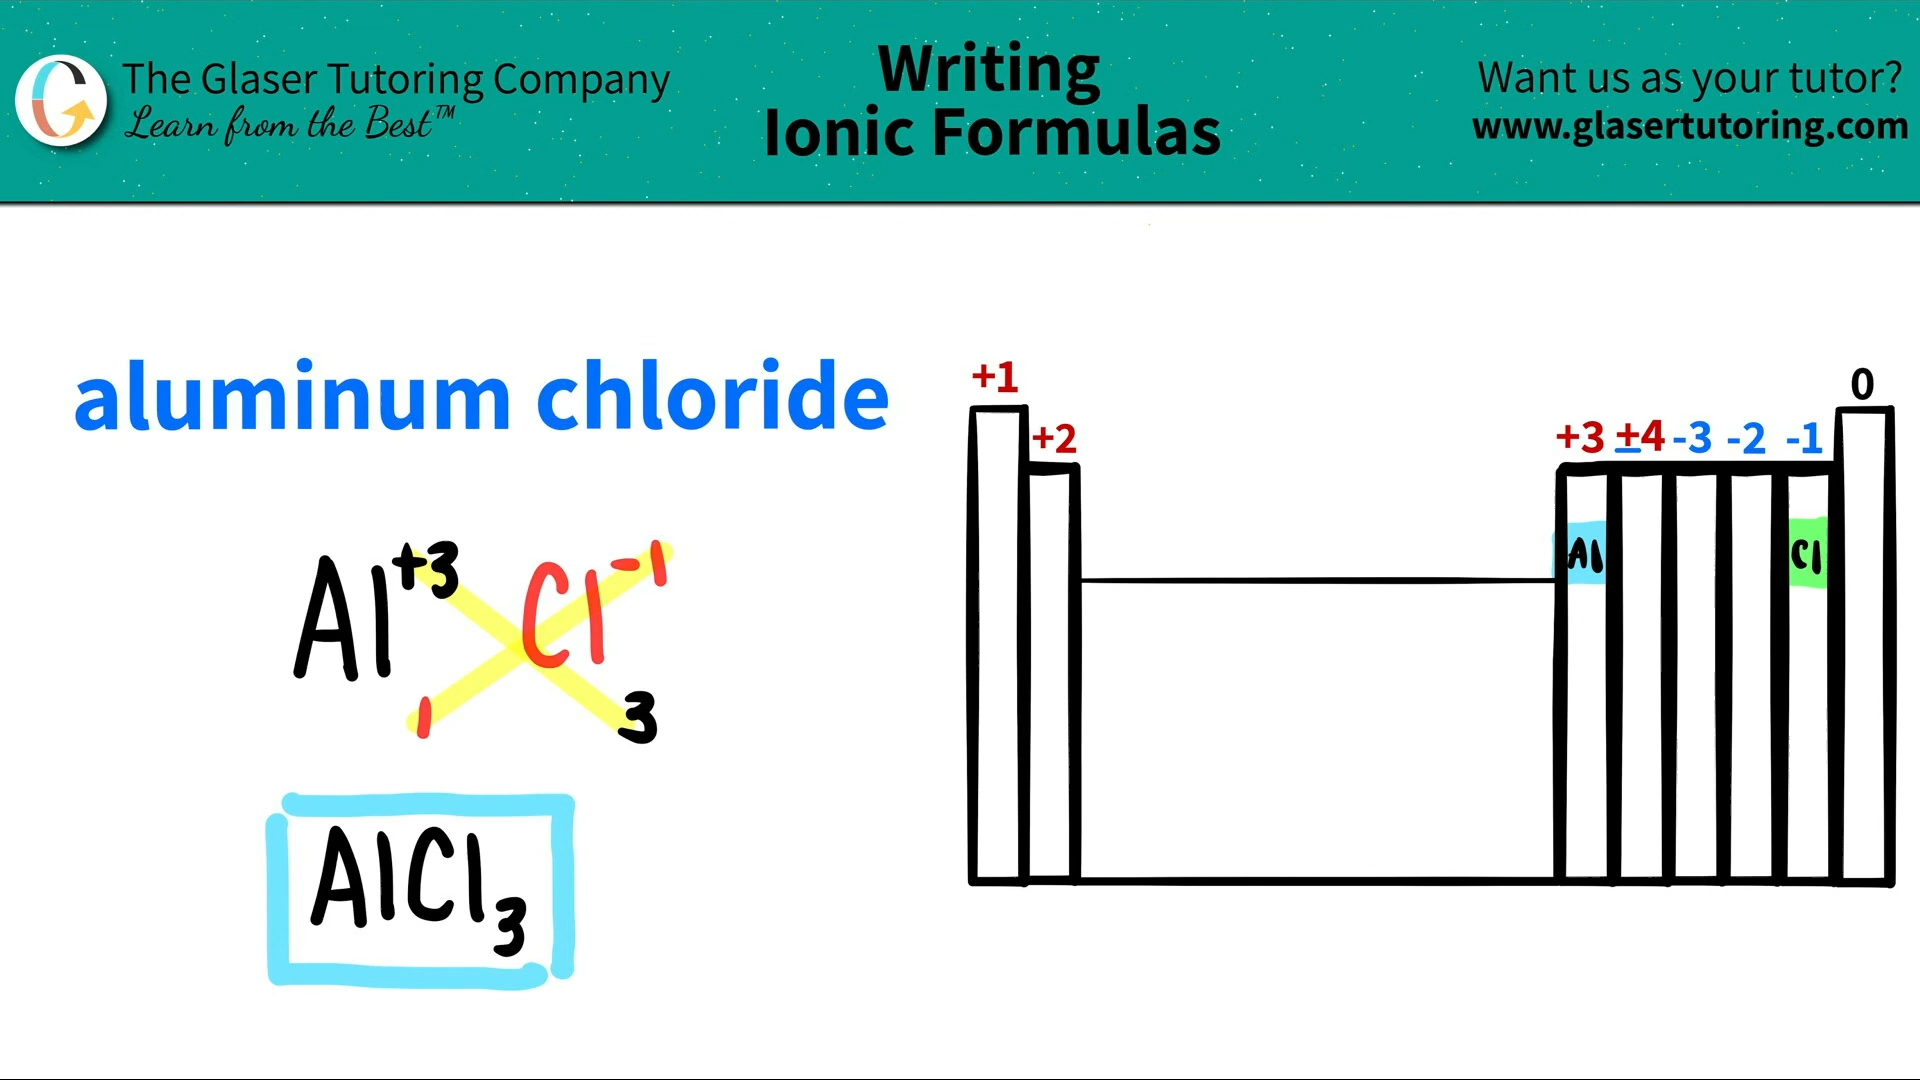 The Glaser Tutoring Company
Learn from the Best™
Writing
Ionic Formulas
Want us as your tutor?
www.glasertutoring.com
aluminum chloride
Al+3 Cl-1
1 3
AlCl3
+1
+2
+3 ±4 -3 -2 -1
0
Al
Cl